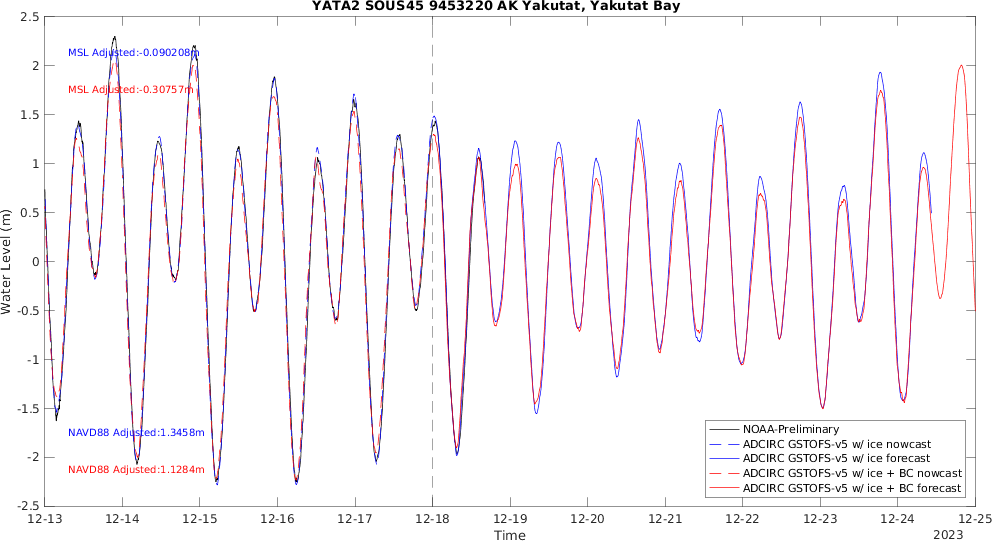 YATA2 SOUS45 9453220 AK Yakutat, Yakutat Bay
MSL Adjusted:-0.090208m
MSL Adjusted:-0.30757m
NAVD88 Adjusted:1.3458m
NAVD88 Adjusted:1.1284m
Water Level (m)
2.5
2
1.5
1
0.5
0
-0.5
-1
-1.5
-2
-2.5
NOAA-Preliminary
ADCIRC GSTOFS-v5 w/ ice nowcast
ADCIRC GSTOFS-v5 w/ ice forecast
ADCIRC GSTOFS-v5 w/ ice + BC nowcast
ADCIRC GSTOFS-v5 w/ ice + BC forecast
12-13 12-14 12-15 12-16 12-17 12-18 12-19 12-20 12-21 12-22 12-23 12-24 12-25
Time
2023